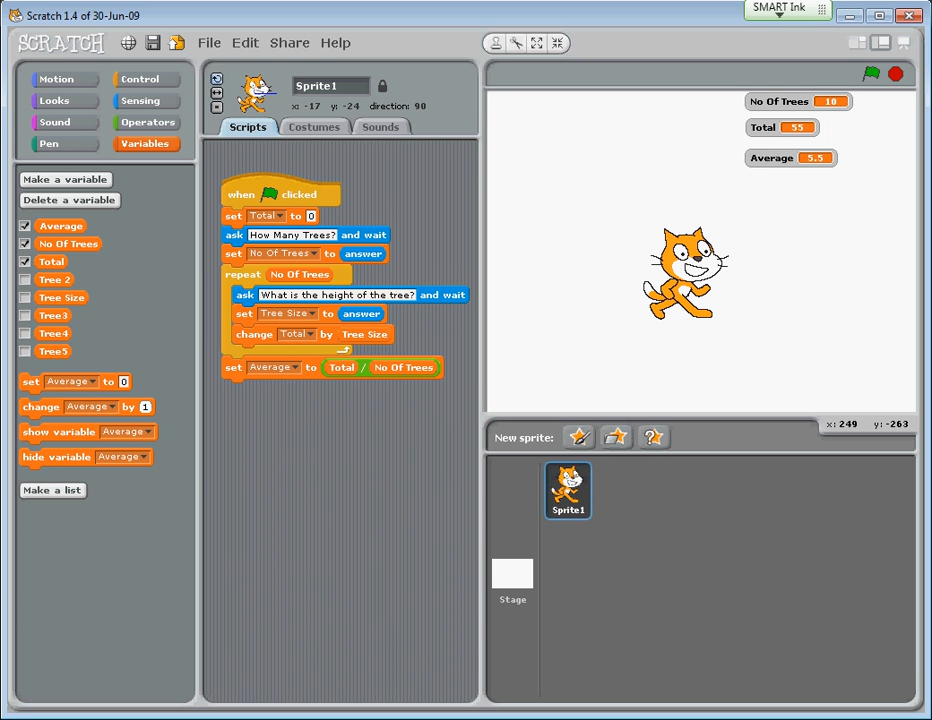 Scratch 1.4 of 30-Jun-09
SMART Ink
SCRATCH
File Edit Share Help
Motion Control
Looks Sensing
Sound Operators
Pen Variables
Make a variable
Delete a variable
Average
No Of Trees
Total
Tree 2
Tree Size
Tree3
Tree4
Tree5
set Average to 0
change Average by 1
show variable Average
hide variable Average
Make a list
Sprite1
x: -17 y: -24 direction: 90
Scripts Costumes Sounds
when clicked
set Total to 0
ask How Many Trees? and wait
set No Of Trees to answer
repeat No Of Trees
ask What is the height of the tree? and wait
set Tree Size to answer
change Total by Tree Size
set Average to Total / No Of Trees
No Of Trees 10
Total 55
Average 5.5
x: 249 y: -263
New sprite:
Sprite1
Stage